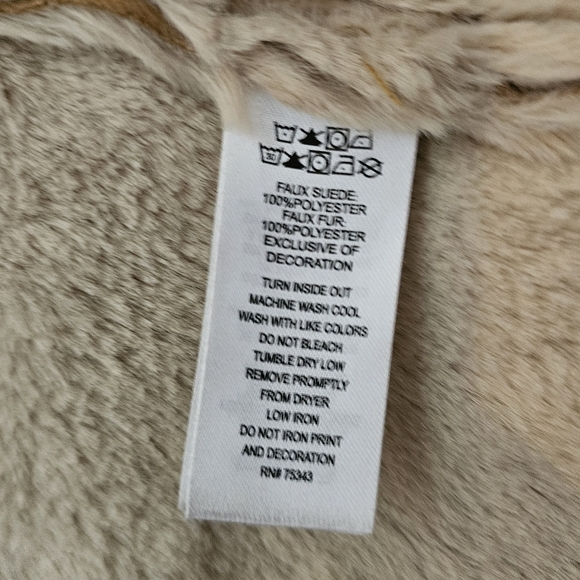 30
FAUX SUEDE:
100%POLYESTER
FAUX FUR:
100%POLYESTER
EXCLUSIVE OF
DECORATION
TURN INSIDE OUT
MACHINE WASH COOL
WASH WITH LIKE COLORS
DO NOT BLEACH
TUMBLE DRY LOW
REMOVE PROMPTLY
FROM DRYER
LOW IRON
DO NOT IRON PRINT
AND DECORATION
RN# 75343